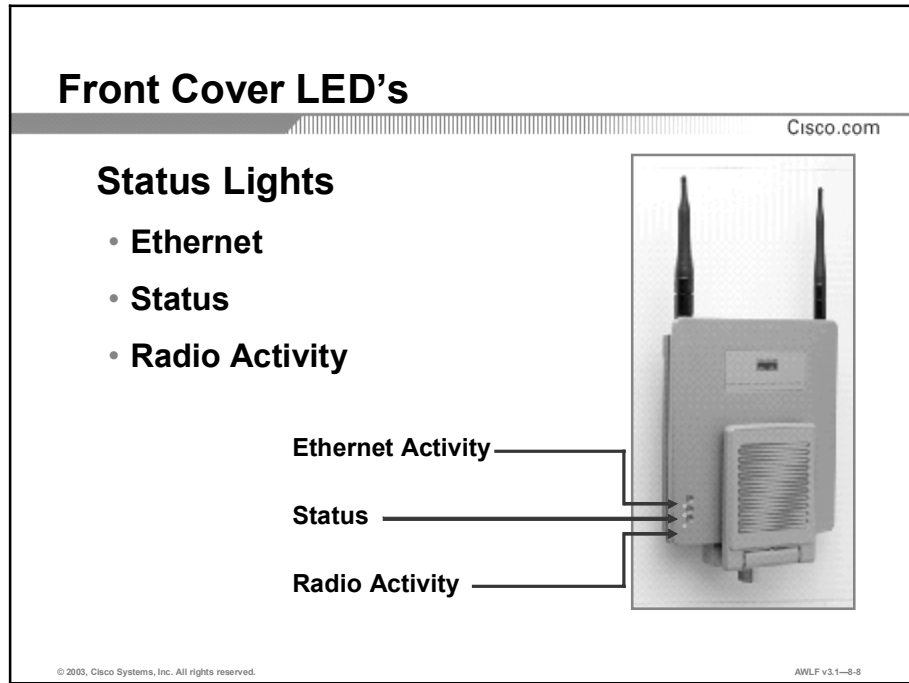 Front Cover LED’s
Cisco.com
Status Lights
• Ethernet
• Status
• Radio Activity
Ethernet Activity
Status
Radio Activity
© 2003, Cisco Systems, Inc. All rights reserved.
AWLF v3.1—8-8